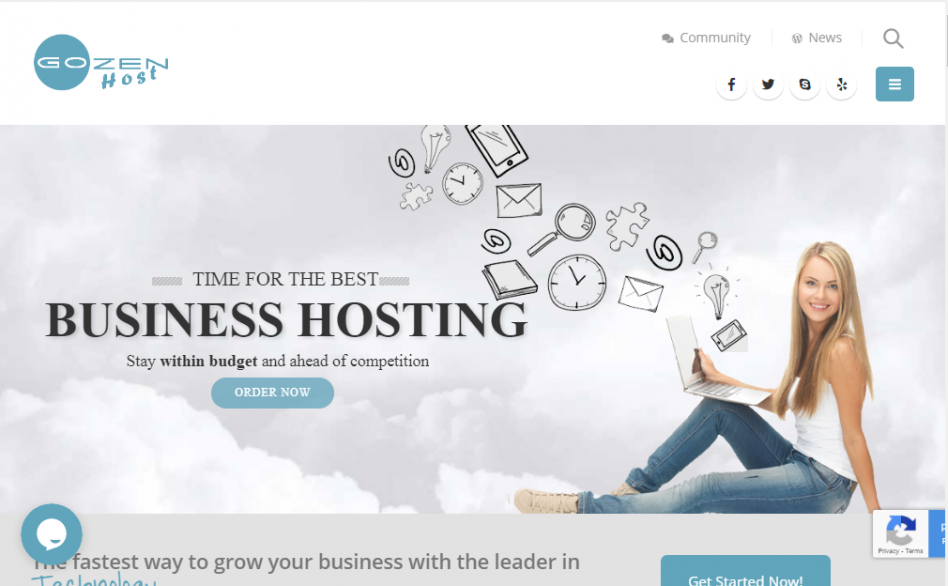 Community
News
GOZEN
Host
TIME FOR THE BEST
BUSINESS HOSTING
Stay within budget and ahead of competition
ORDER NOW
Privacy - Terms
The fastest way to grow your business with the leader in
Technology
Get Started Now!